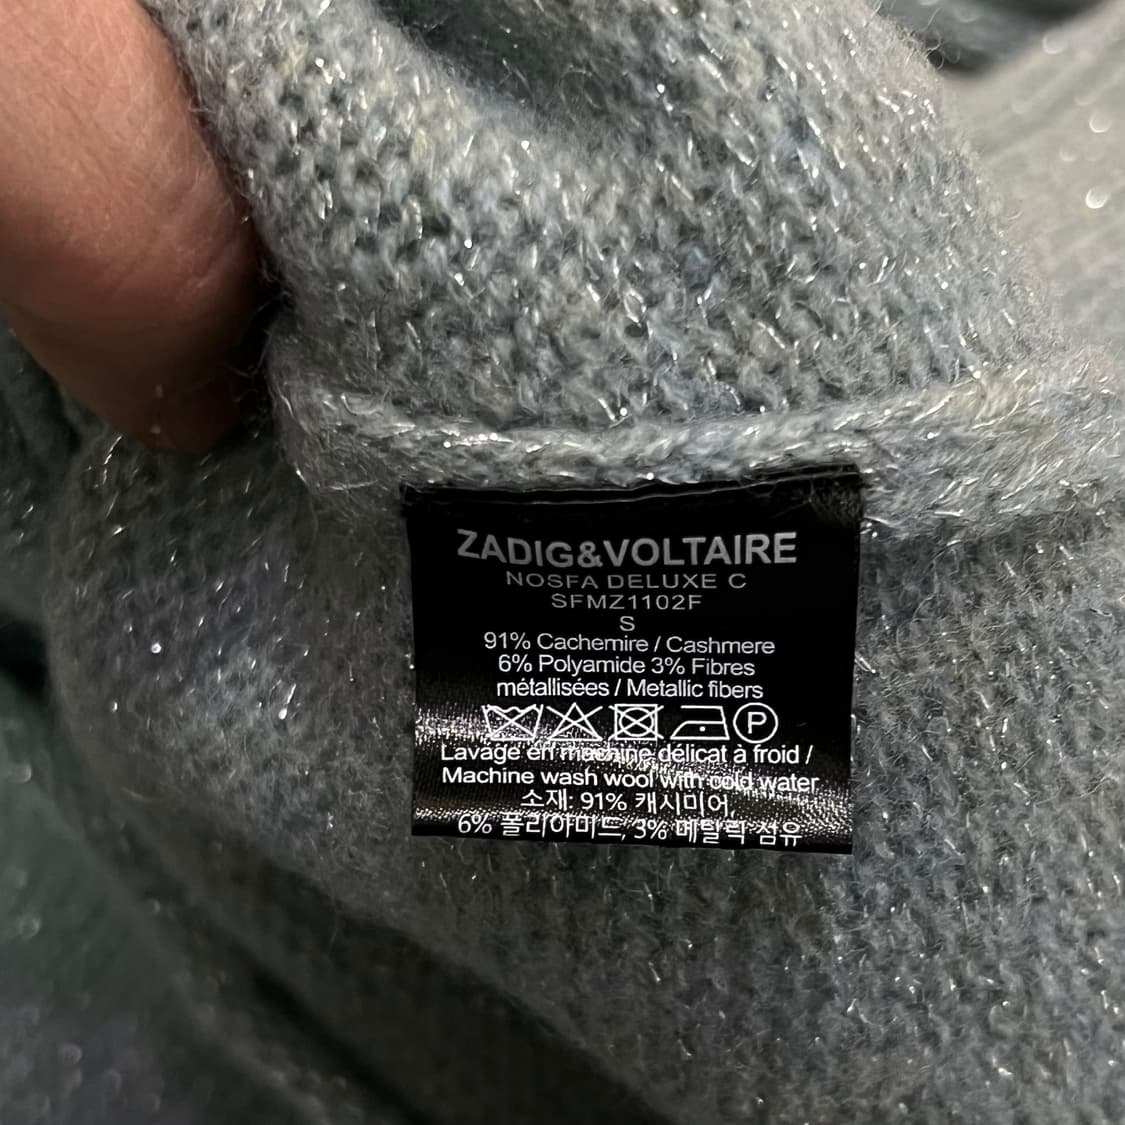 ZADIG&VOLTAIRE
NOSFA DELUXE C
SFMZ1102F
S
91% Cachemire / Cashmere
6% Polyamide 3% Fibres
métallisées / Metallic fibers
P
Lavage en machine délicat à froid /
Machine wash wool with cold water
소재: 91% 캐시미어,
6% 폴리아미드, 3% 메탈릭 섬유